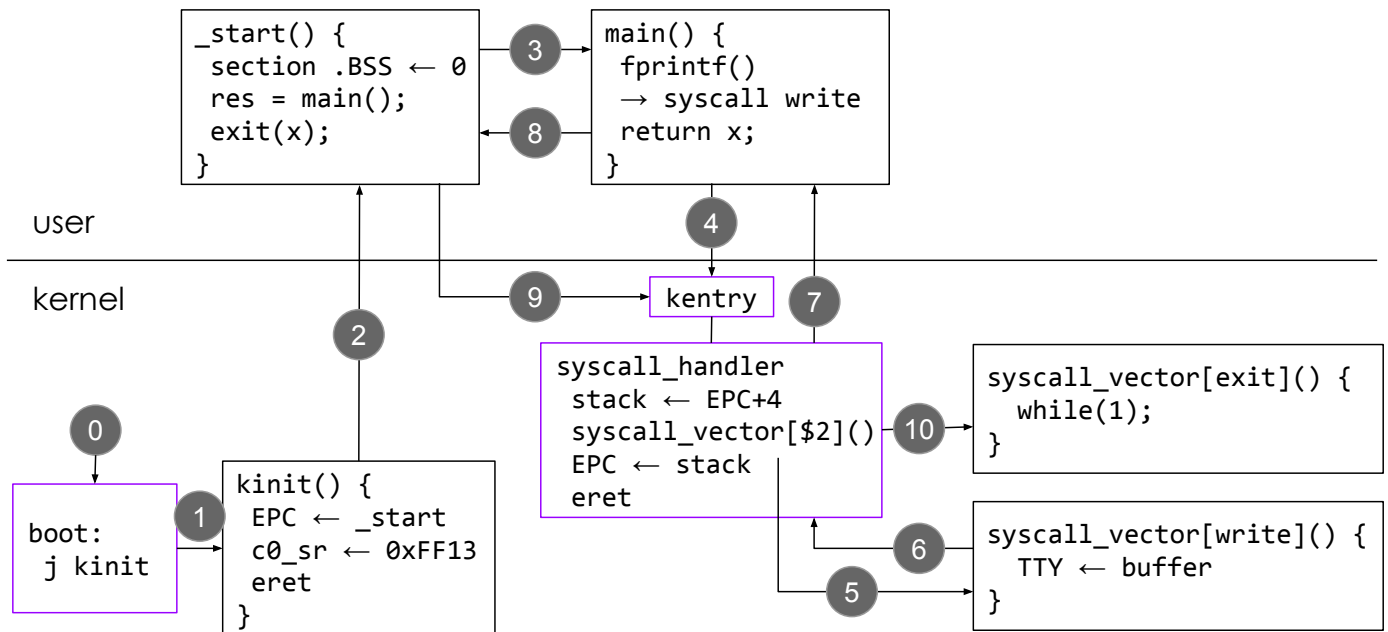 _start() {
section .BSS ← 0
res = main();
exit(x);
}
3
8
main() {
fprintf()
→ syscall write
return x;
}
user
4
kernel
9
kentry
7
2
syscall_handler
stack ← EPC+4
syscall_vector[$2]()
EPC ← stack
eret
10
syscall_vector[exit]() {
while(1);
}
0
boot:
j kinit
1
kinit() {
EPC ← _start
c0_sr ← 0xFF13
eret
}
6
5
syscall_vector[write]() {
TTY ← buffer
}